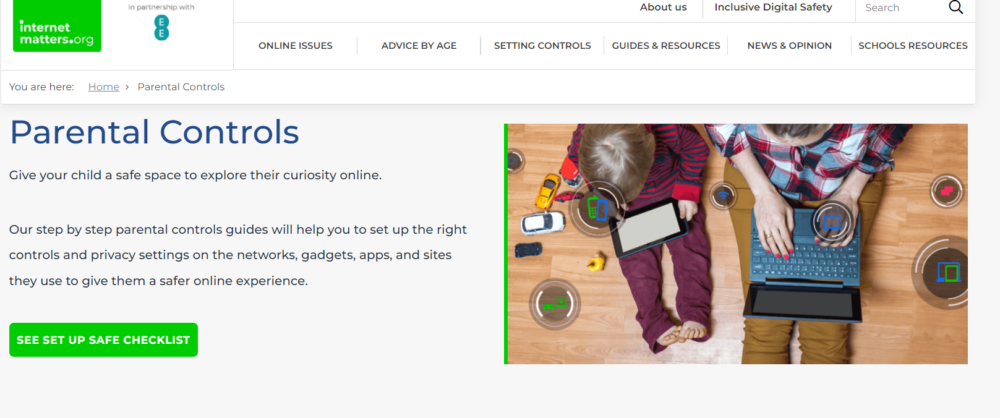 In partnership with
internet
matters.org
E
E
About us
Inclusive Digital Safety
Search
ONLINE ISSUES
ADVICE BY AGE
SETTING CONTROLS
GUIDES & RESOURCES
NEWS & OPINION
SCHOOLS RESOURCES
You are here: Home > Parental Controls
Parental Controls
Give your child a safe space to explore their curiosity online.
Our step by step parental controls guides will help you to set up the right
controls and privacy settings on the networks, gadgets, apps, and sites
they use to give them a safer online experience.
SEE SET UP SAFE CHECKLIST